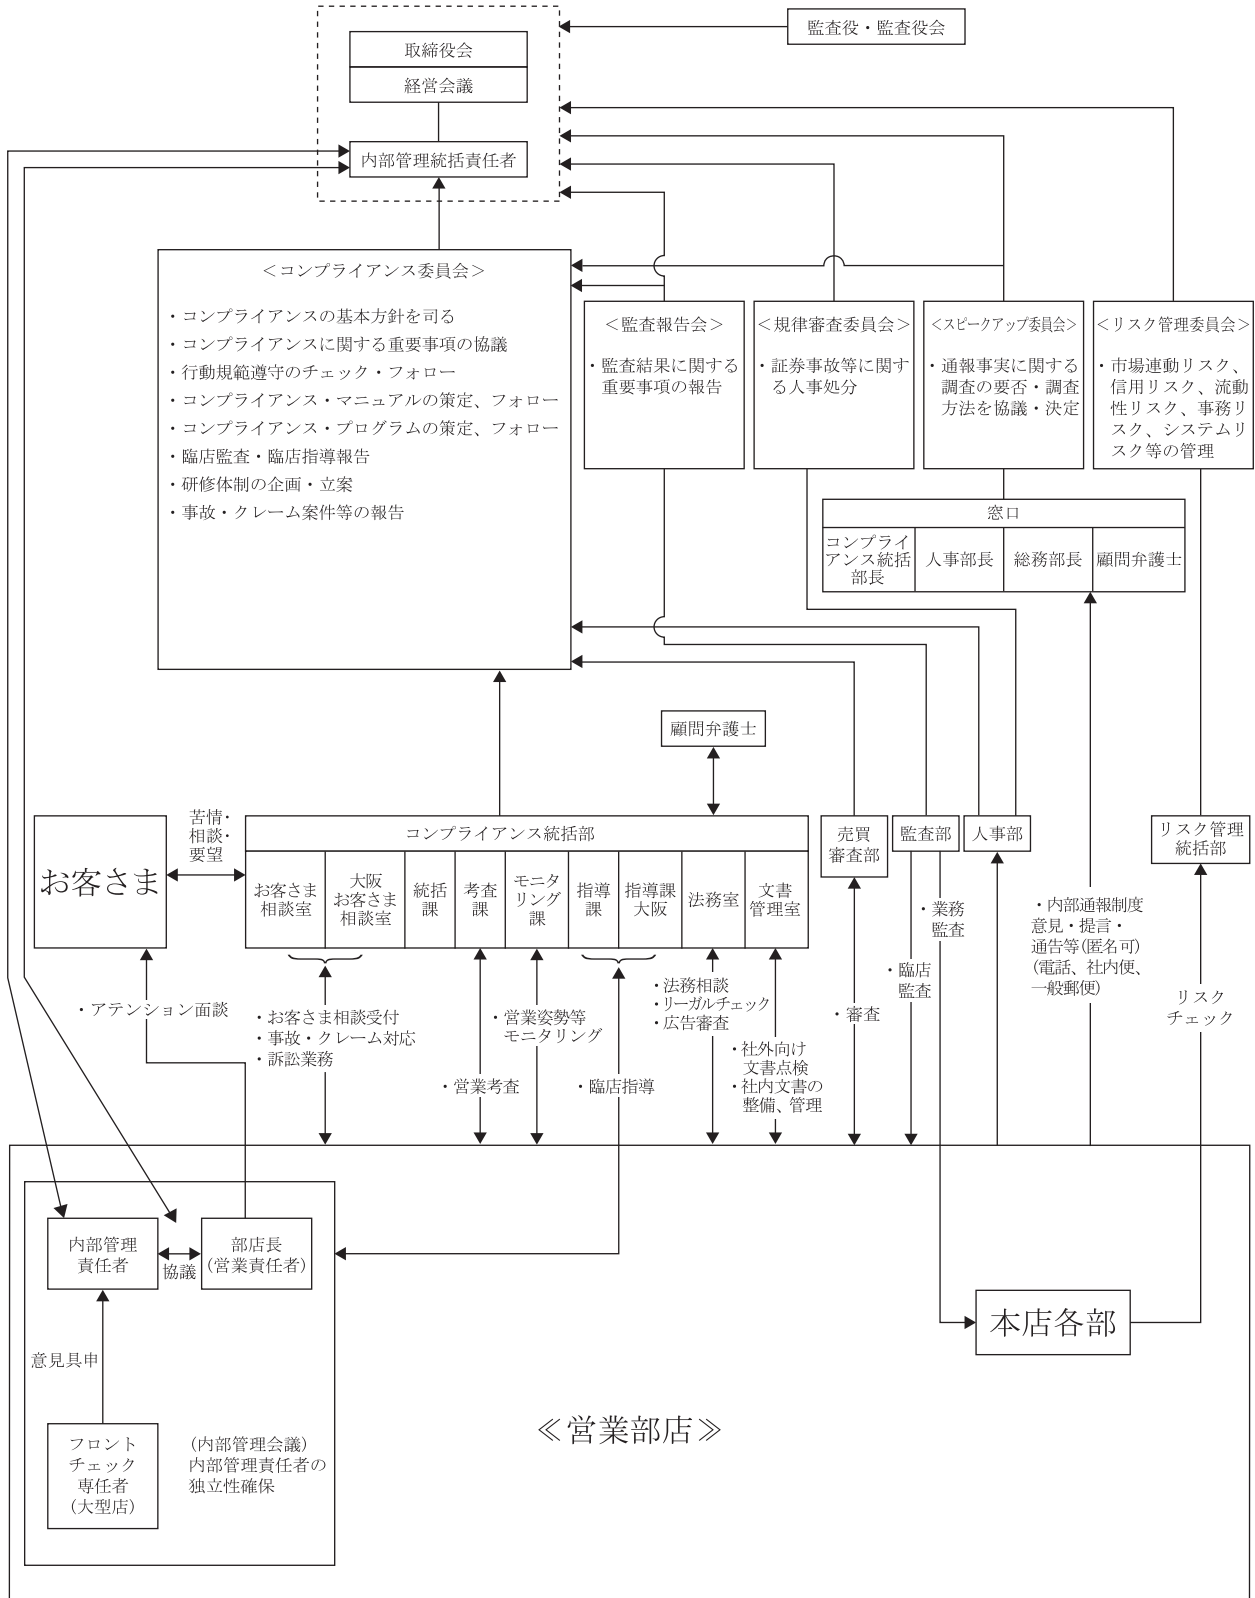 監査役・監査役会
取締役会
経営会議
内部管理統括責任者
＜コンプライアンス委員会＞
・コンプライアンスの基本方針を司る
・コンプライアンスに関する重要事項の協議
・行動規範遵守のチェック・フォロー
・コンプライアンス・マニュアルの策定、フォロー
・コンプライアンス・プログラムの策定、フォロー
・臨店監査・臨店指導報告
・研修体制の企画・立案
・事故・クレーム案件等の報告
＜監査報告会＞
・監査結果に関する
重要事項の報告
＜規律審査委員会＞
・証券事故等に関す
る人事処分
＜スピークアップ委員会＞
・通報事実に関する
調査の要否・調査
方法を協議・決定
＜リスク管理委員会＞
・市場連動リスク、
信用リスク、流動
性リスク、事務リ
スク、システムリ
スク等の管理
窓口
コンプライ
アンス統括
部長
人事部長
総務部長
顧問弁護士
顧問弁護士
お客さま
苦情・
相談・
要望
コンプライアンス統括部
お客さま
相談室
大阪
お客さま
相談室
統括
課
考査
課
モニタ
リング
課
指導
課
指導課
大阪
法務室
文書
管理室
売買
審査部
監査部
人事部
リスク管理
統括部
・アテンション面談
・お客さま相談受付
・事故・クレーム対応
・訴訟業務
・営業考査
・営業姿勢等
モニタリング
・臨店指導
・法務相談
・リーガルチェック
・広告審査
・社外向け
文書点検
・社内文書の
整備、管理
・審査
・臨店
監査
・業務
監査
・内部通報制度
意見・提言・
通告等（匿名可）
（電話、社内便、
一般郵便）
リスク
チェック
内部管理
責任者
協議
部店長
（営業責任者）
意見具申
フロント
チェック
専任者
（大型店）
（内部管理会議）
内部管理責任者の
独立性確保
本店各部
≪営業部店≫